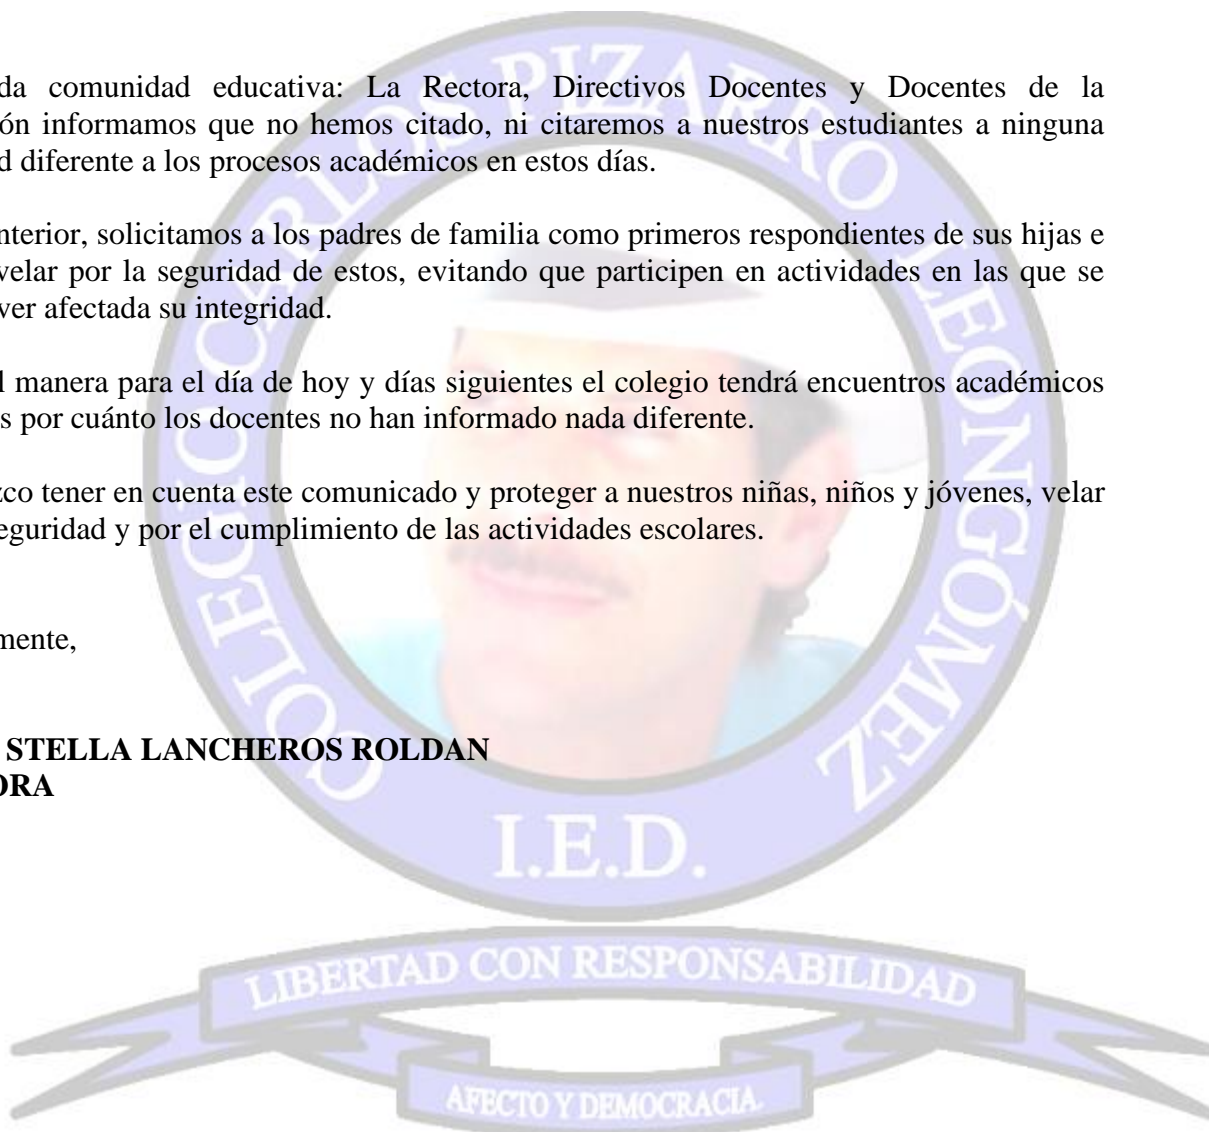 da comunidad educativa: La Rectora, Directivos Docentes y Docentes de la
ón informamos que no hemos citado, ni citaremos a nuestros estudiantes a ninguna
d diferente a los procesos académicos en estos días.
nterior, solicitamos a los padres de familia como primeros respondientes de sus hijas e
velar por la seguridad de estos, evitando que participen en actividades en las que se
ver afectada su integridad.
l manera para el día de hoy y días siguientes el colegio tendrá encuentros académicos
s por cuánto los docentes no han informado nada diferente.
zco tener en cuenta este comunicado y proteger a nuestros niñas, niños y jóvenes, velar
eguridad y por el cumplimiento de las actividades escolares.
mente,
STELLA LANCHEROS ROLDAN
ORA
COLEGIO CARLOS PIZARRO LEONGÓMEZ
I.E.D.
LIBERTAD CON RESPONSABILIDAD
AFECTO Y DEMOCRACIA.